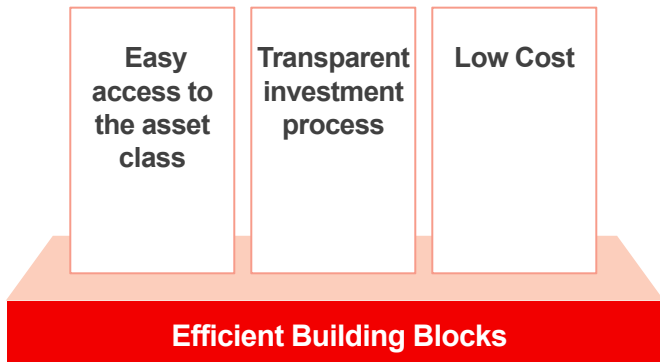 Easy
access to
the asset
class
Transparent
investment
process
Low Cost
Efficient Building Blocks